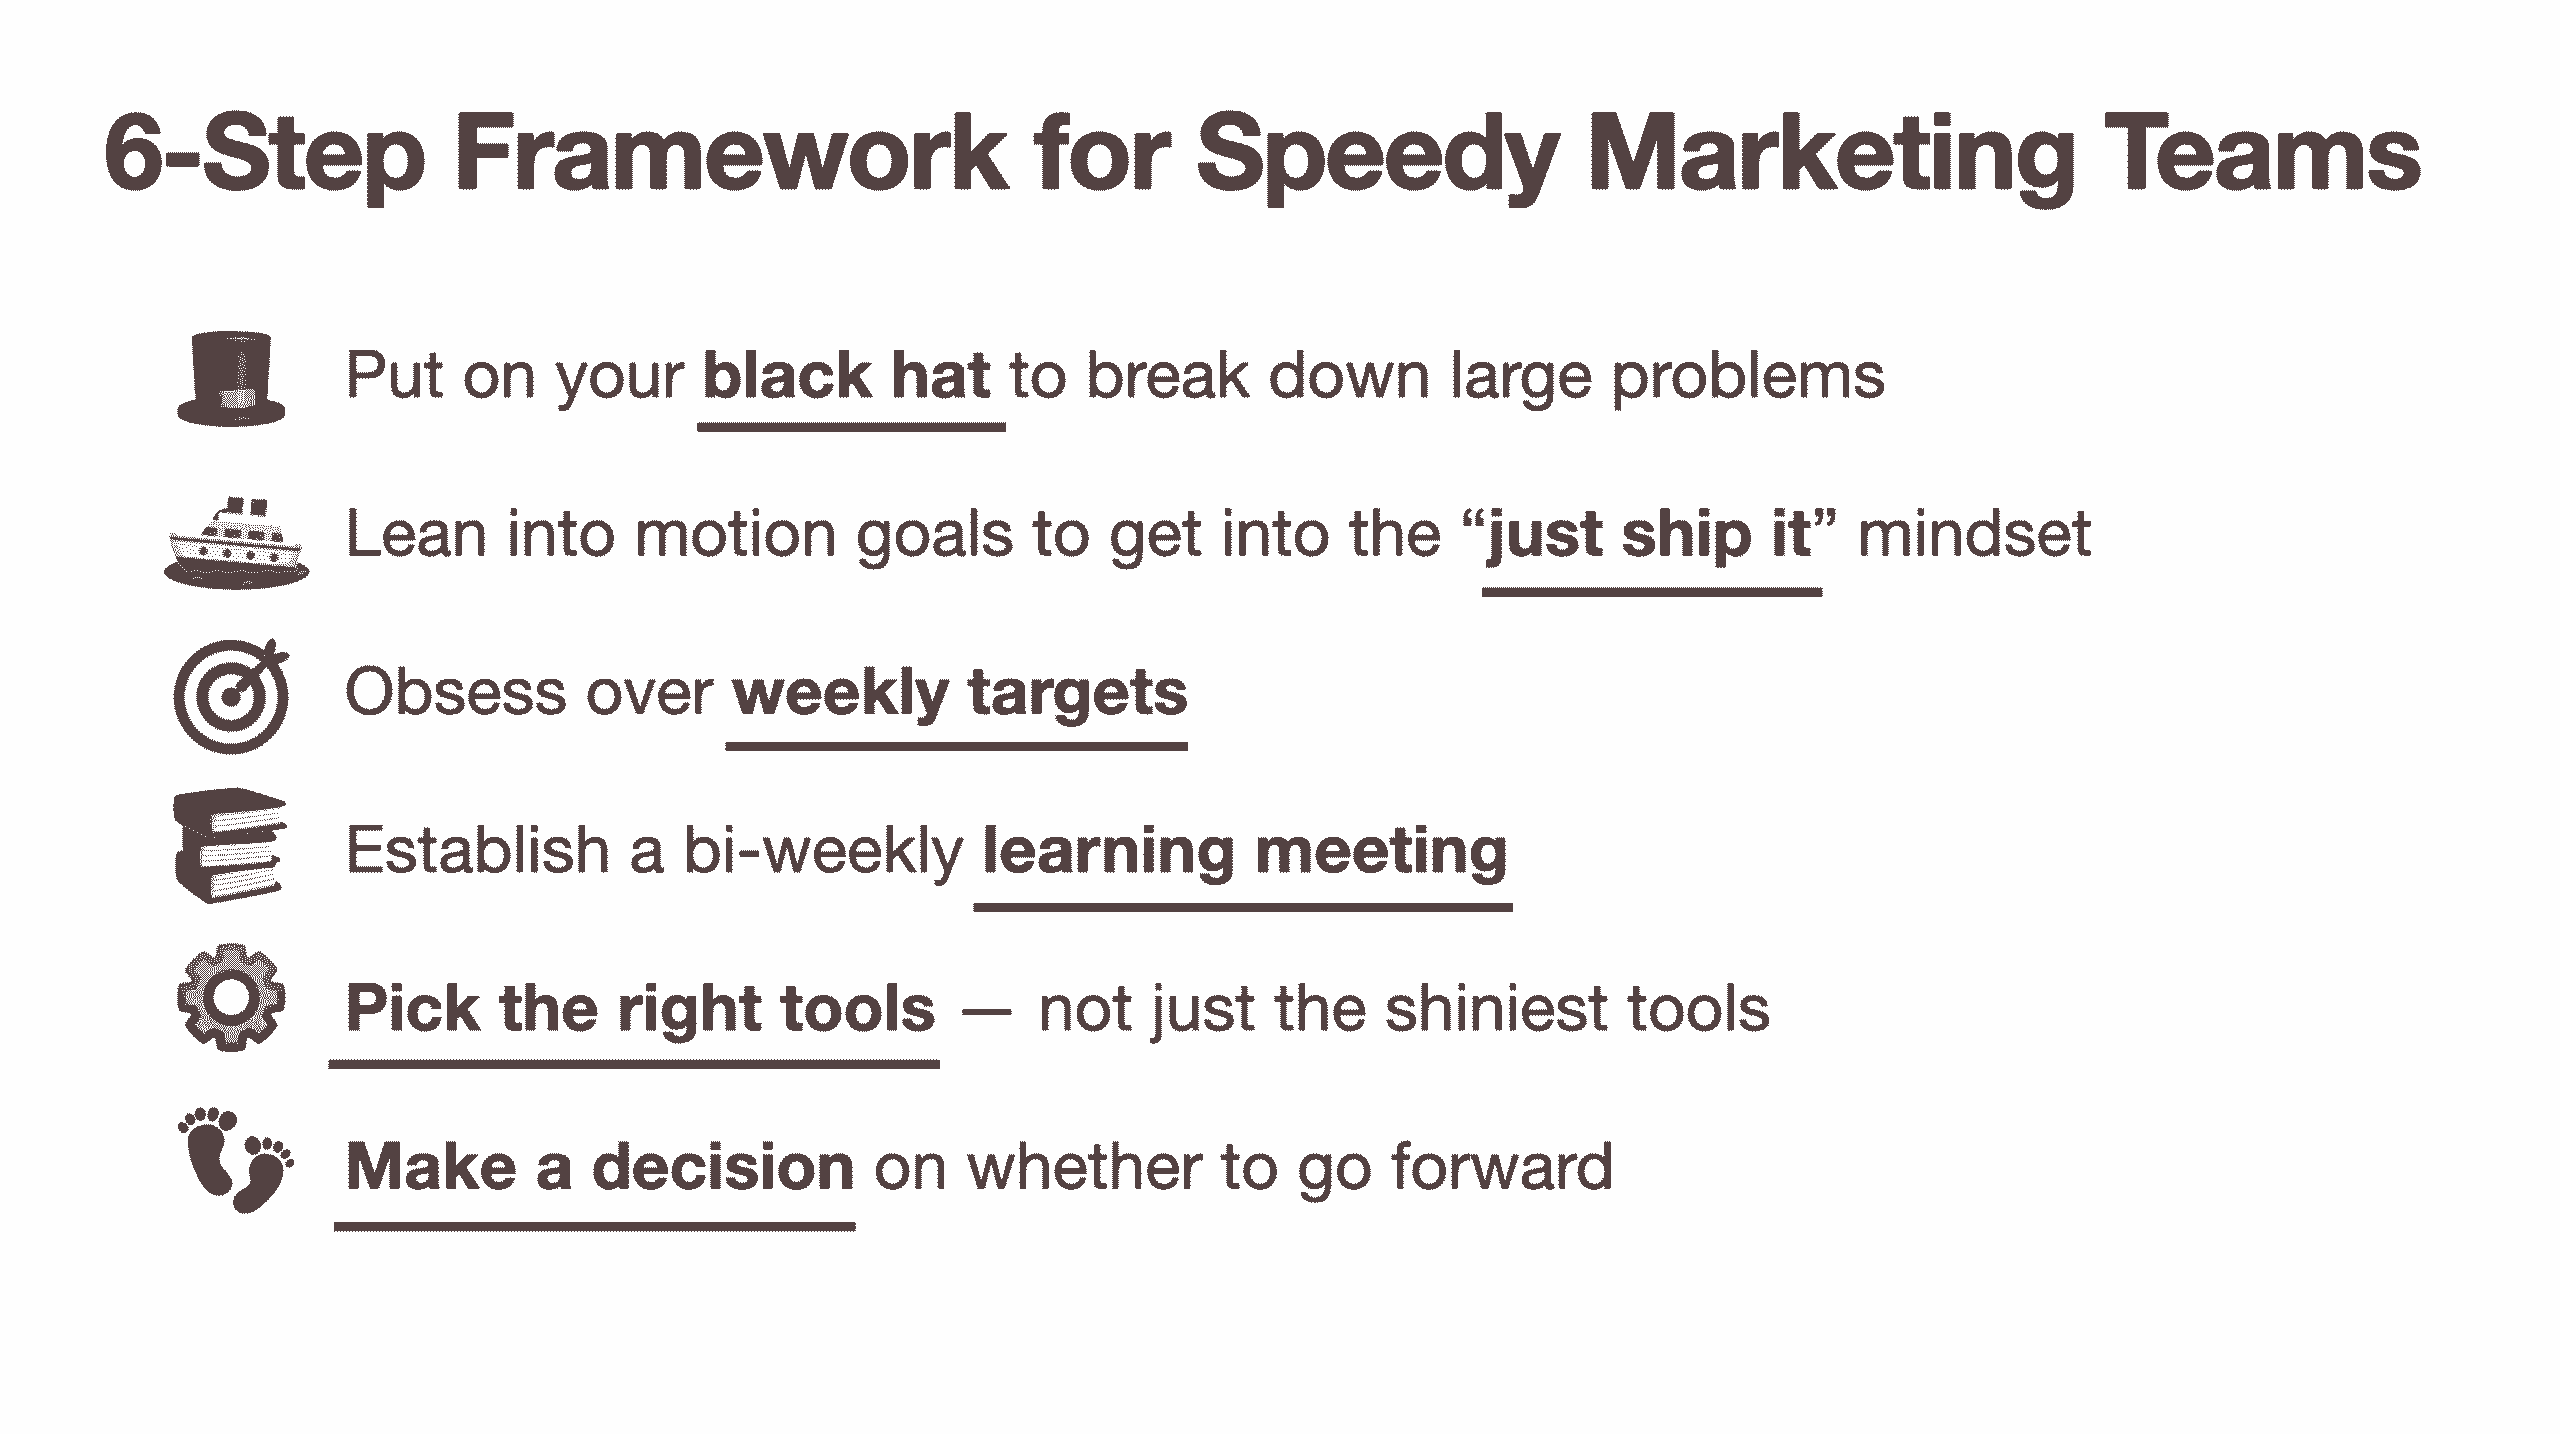 6-Step Framework for Speedy Marketing Teams
Put on your black hat to break down large problems
Lean into motion goals to get into the “just ship it” mindset
Obsess over weekly targets
Establish a bi-weekly learning meeting
Pick the right tools — not just the shiniest tools
Make a decision on whether to go forward